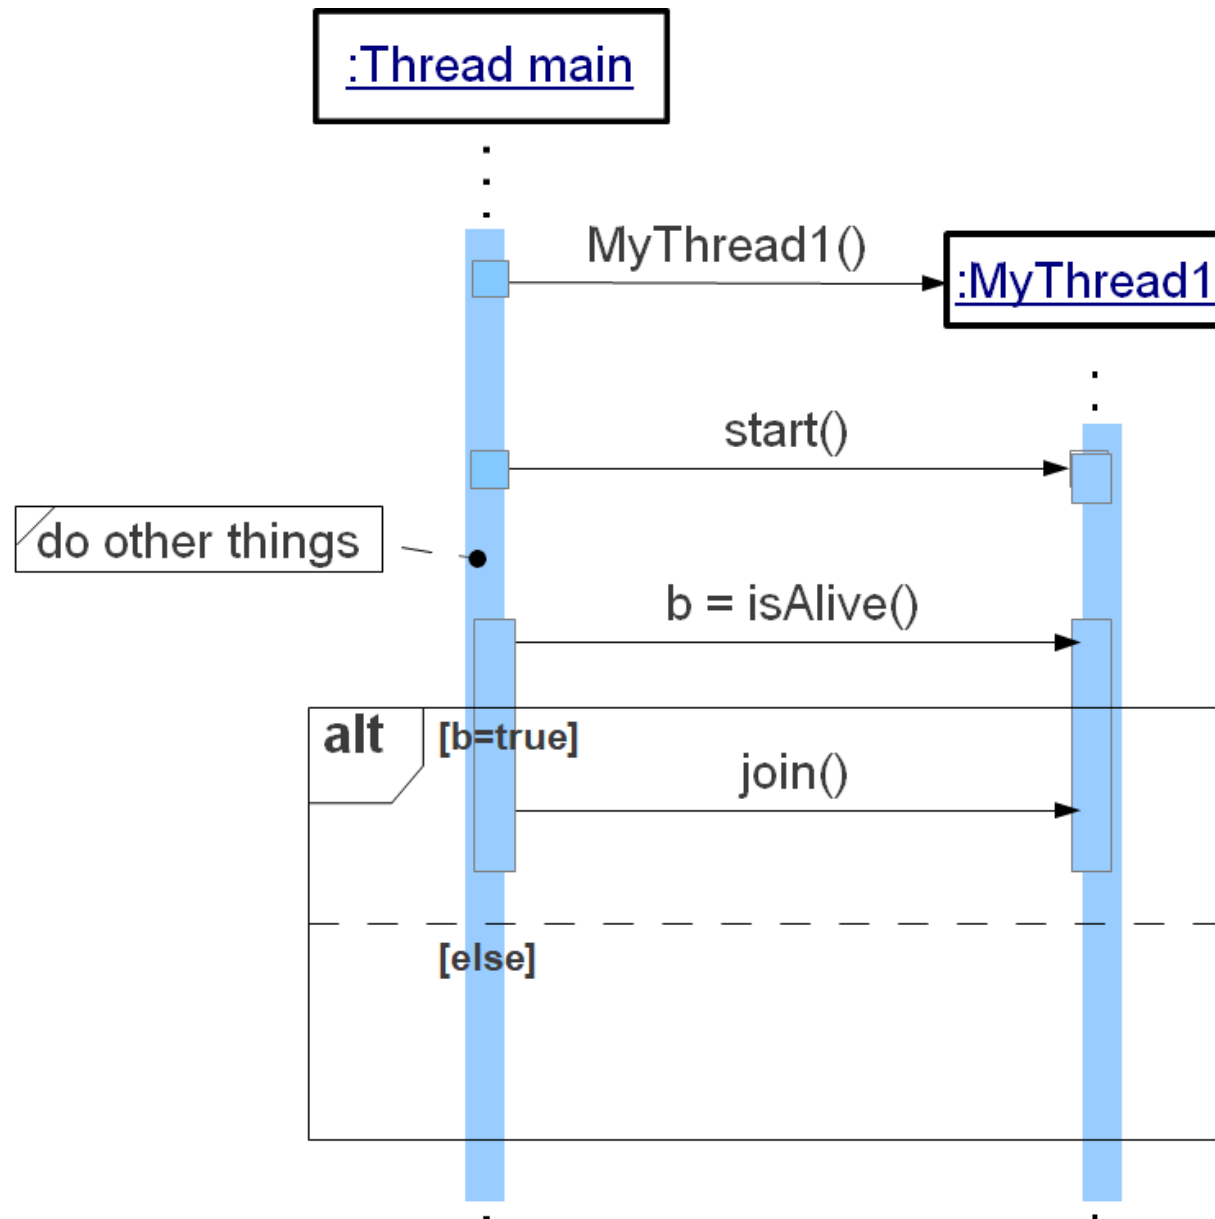 :Thread main
MyThread1()
:MyThread1
start()
do other things
b = isAlive()
alt
[b=true]
join()
[else]